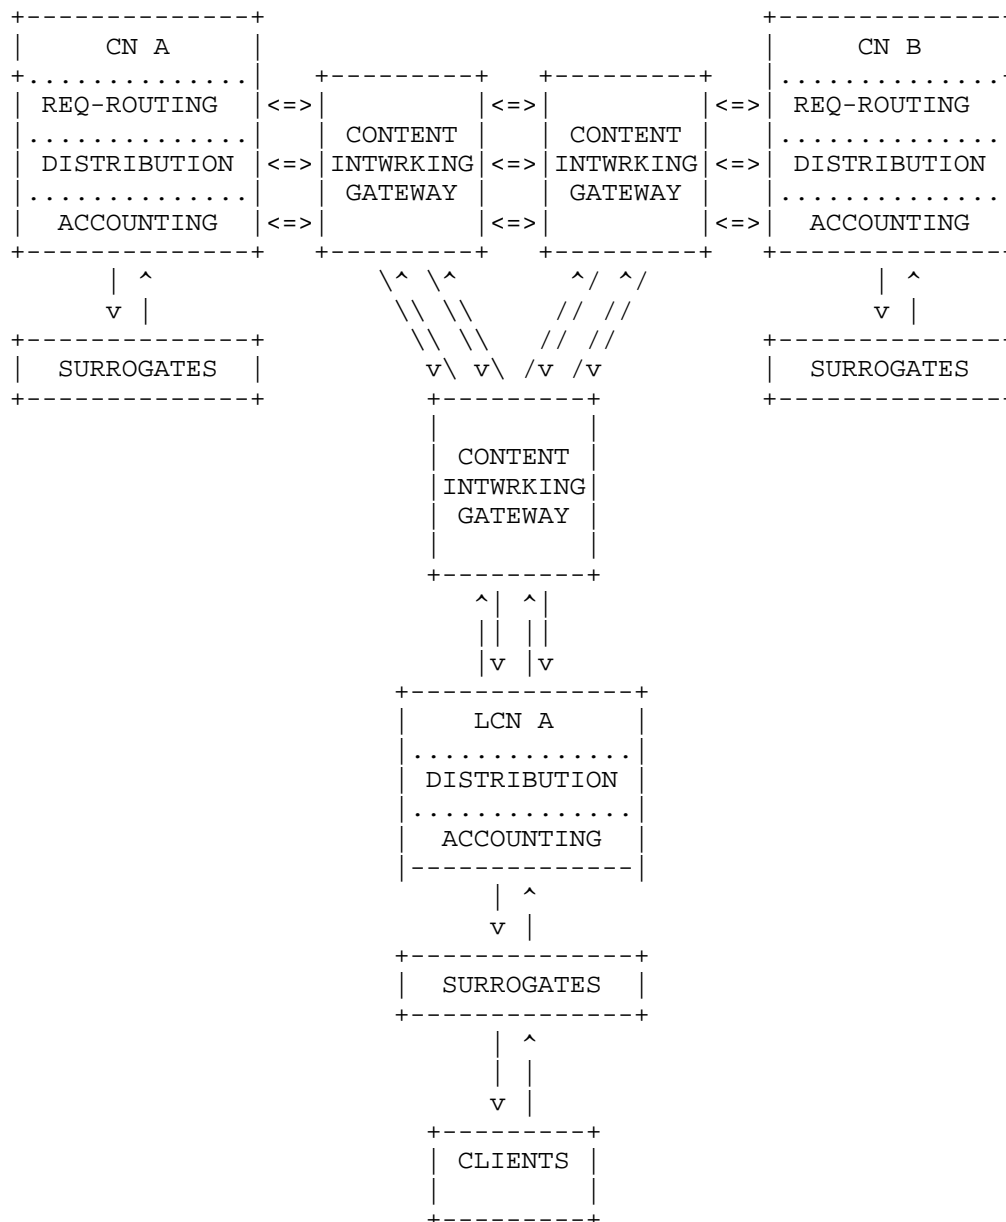 CN A
CN B
REQ-ROUTING <=> <=> <=> REQ-ROUTING
CONTENT CONTENT
DISTRIBUTION <=> INTWRKING <=> INTWRKING <=> DISTRIBUTION
GATEWAY GATEWAY
ACCOUNTING <=> <=> <=> ACCOUNTING
SURROGATES
SURROGATES
CONTENT
INTWRKING
GATEWAY
LCN A
DISTRIBUTION
ACCOUNTING
SURROGATES
CLIENTS